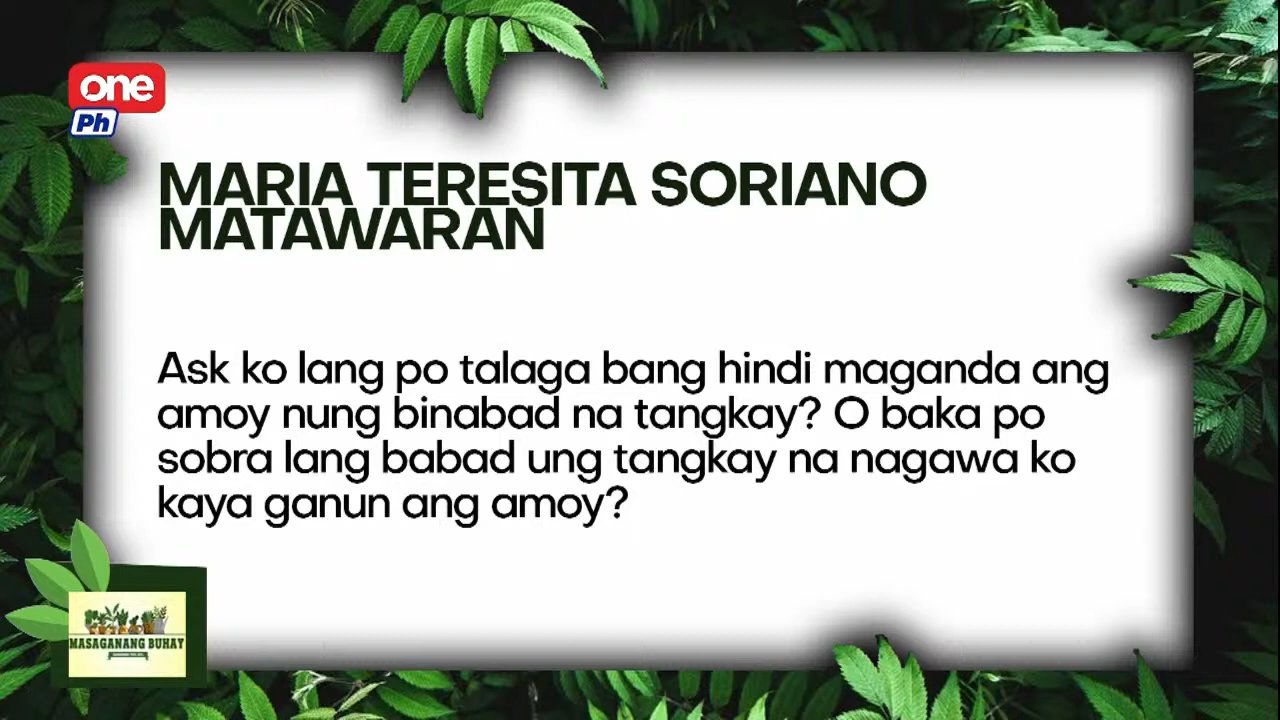 one
Ph
MARIA TERESITA SORIANO
MATAWARAN
Ask ko lang po talaga bang hindi maganda ang
amoy nung binabad na tangkay? O baka po
sobra lang babad ung tangkay na nagawa ko
kaya ganun ang amoy?
MASAGANANG BUHAY